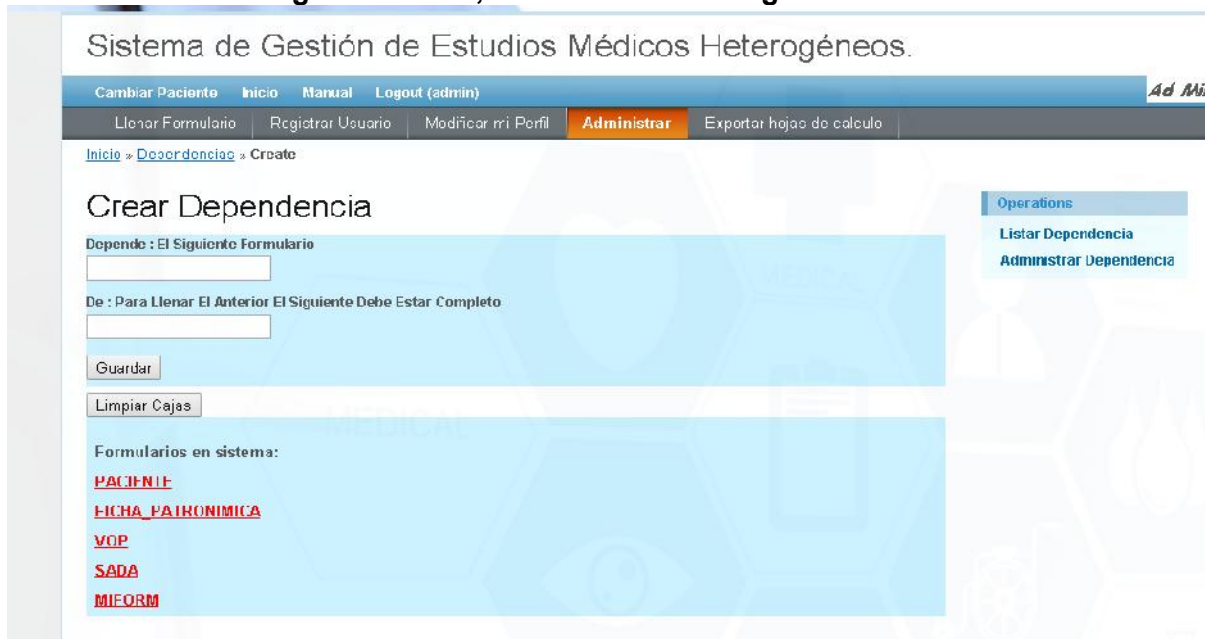 Sistema de Gestión de Estudios Médicos Heterogéneos.
Cambiar Paciente Inicio Manual Logout (admin)
Ad
Llenar Formulario Registrar Usuario Modificar mi Perfil Administrar Exportar hojas de calculo
Inicio » Dependencias » Create
Crear Dependencia
Operations
Listar Dependencia
Administrar Dependencia
Depende : El Siguiente Formulario
De : Para Llenar El Anterior El Siguiente Debe Estar Completo
Guardar
Limpiar Cajas
Formularios en sistema:
PACIENTE
FICHA_PATRONIMICA
VOP
SADA
MIFORM
MEDICAL
MEDICAL